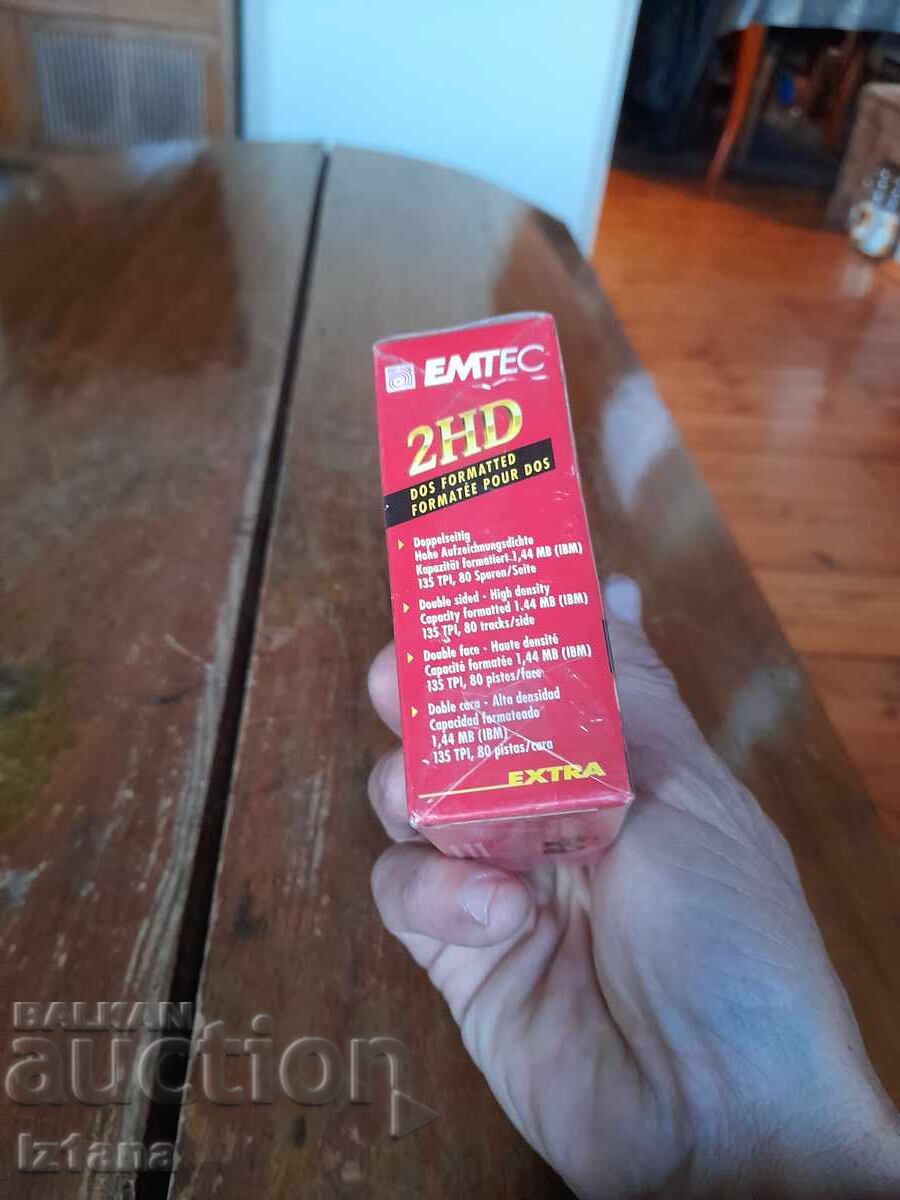 EMTEC
2HD
DOS FORMATTED
FORMATÉE POUR DOS
Doppelseitig
Hohe Aufzeichnungsdichte
Kapazität formatiert 1,44 MB (IBM)
135 TPI, 80 Spuren/Seite
Double sided - High density
Capacity formatted 1.44 MB (IBM)
135 TPI, 80 tracks/side
Double face - Haute densité
Capacité formatée 1,44 MB (IBM)
135 TPI, 80 pistes/face
Doble cara - Alta densidad
Capacidad formateado
1,44 MB (IBM)
135 TPI, 80 pistas/cara
EXTRA
BALKAN
auction
Iz1ana